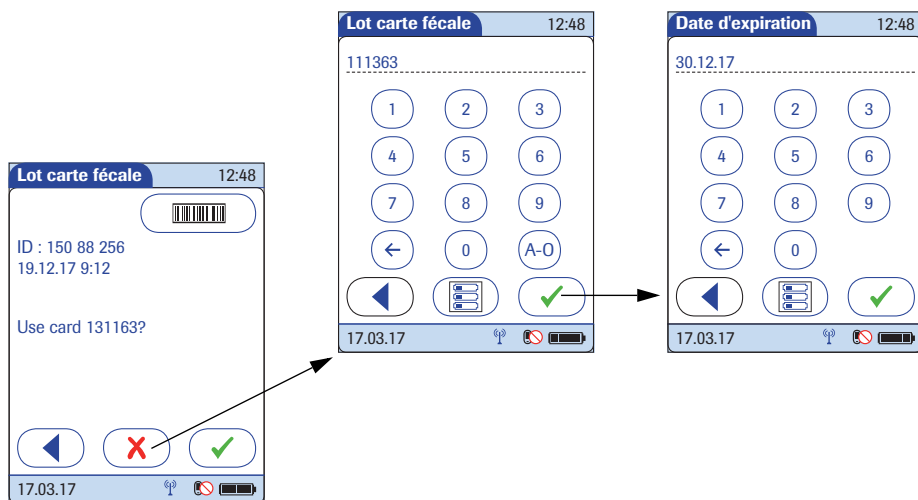 Lot carte fécale 12:48
ID : 150 88 256
19.12.17 9:12
Use card 131163?
17.03.17
Lot carte fécale 12:48
111363
1 2 3
4 5 6
7 8 9
0 A-O
17.03.17
Date d'expiration 12:48
30.12.17
1 2 3
4 5 6
7 8 9
0
17.03.17